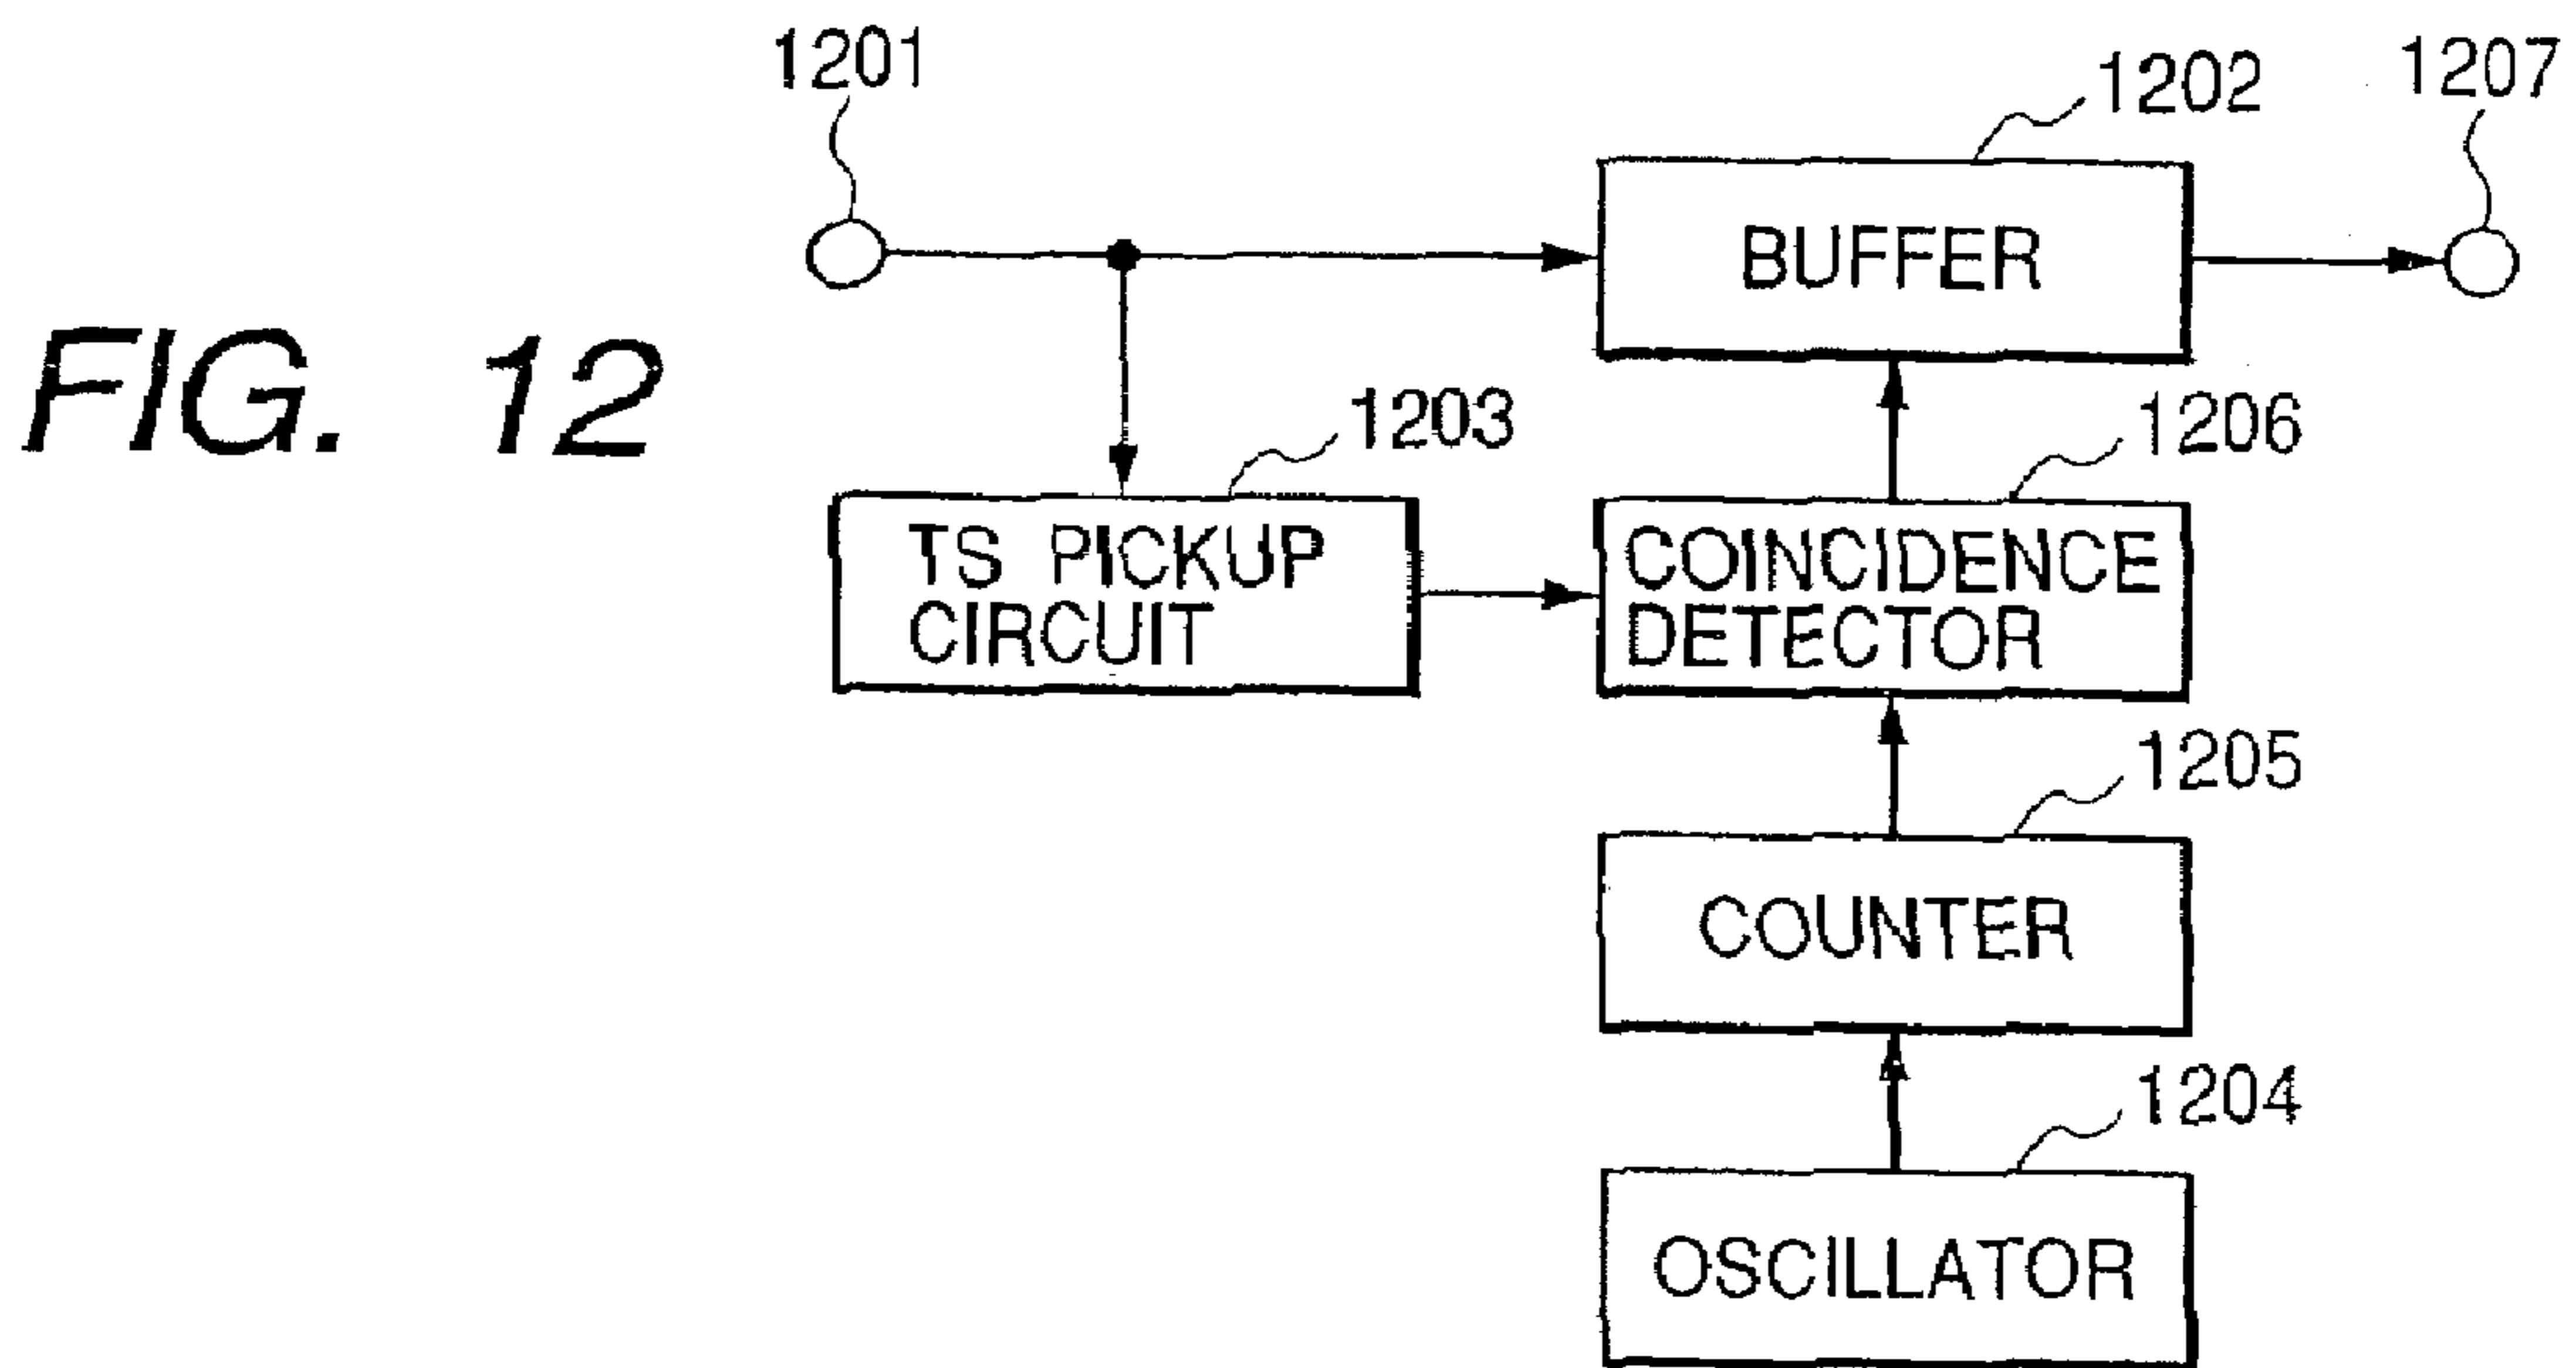 1201
1202
1207
BUFFER
FIG. 12
1203
1206
TS PICKUP
CIRCUIT
COINCIDENCE
DETECTOR
1205
COUNTER
1204
OSCILLATOR